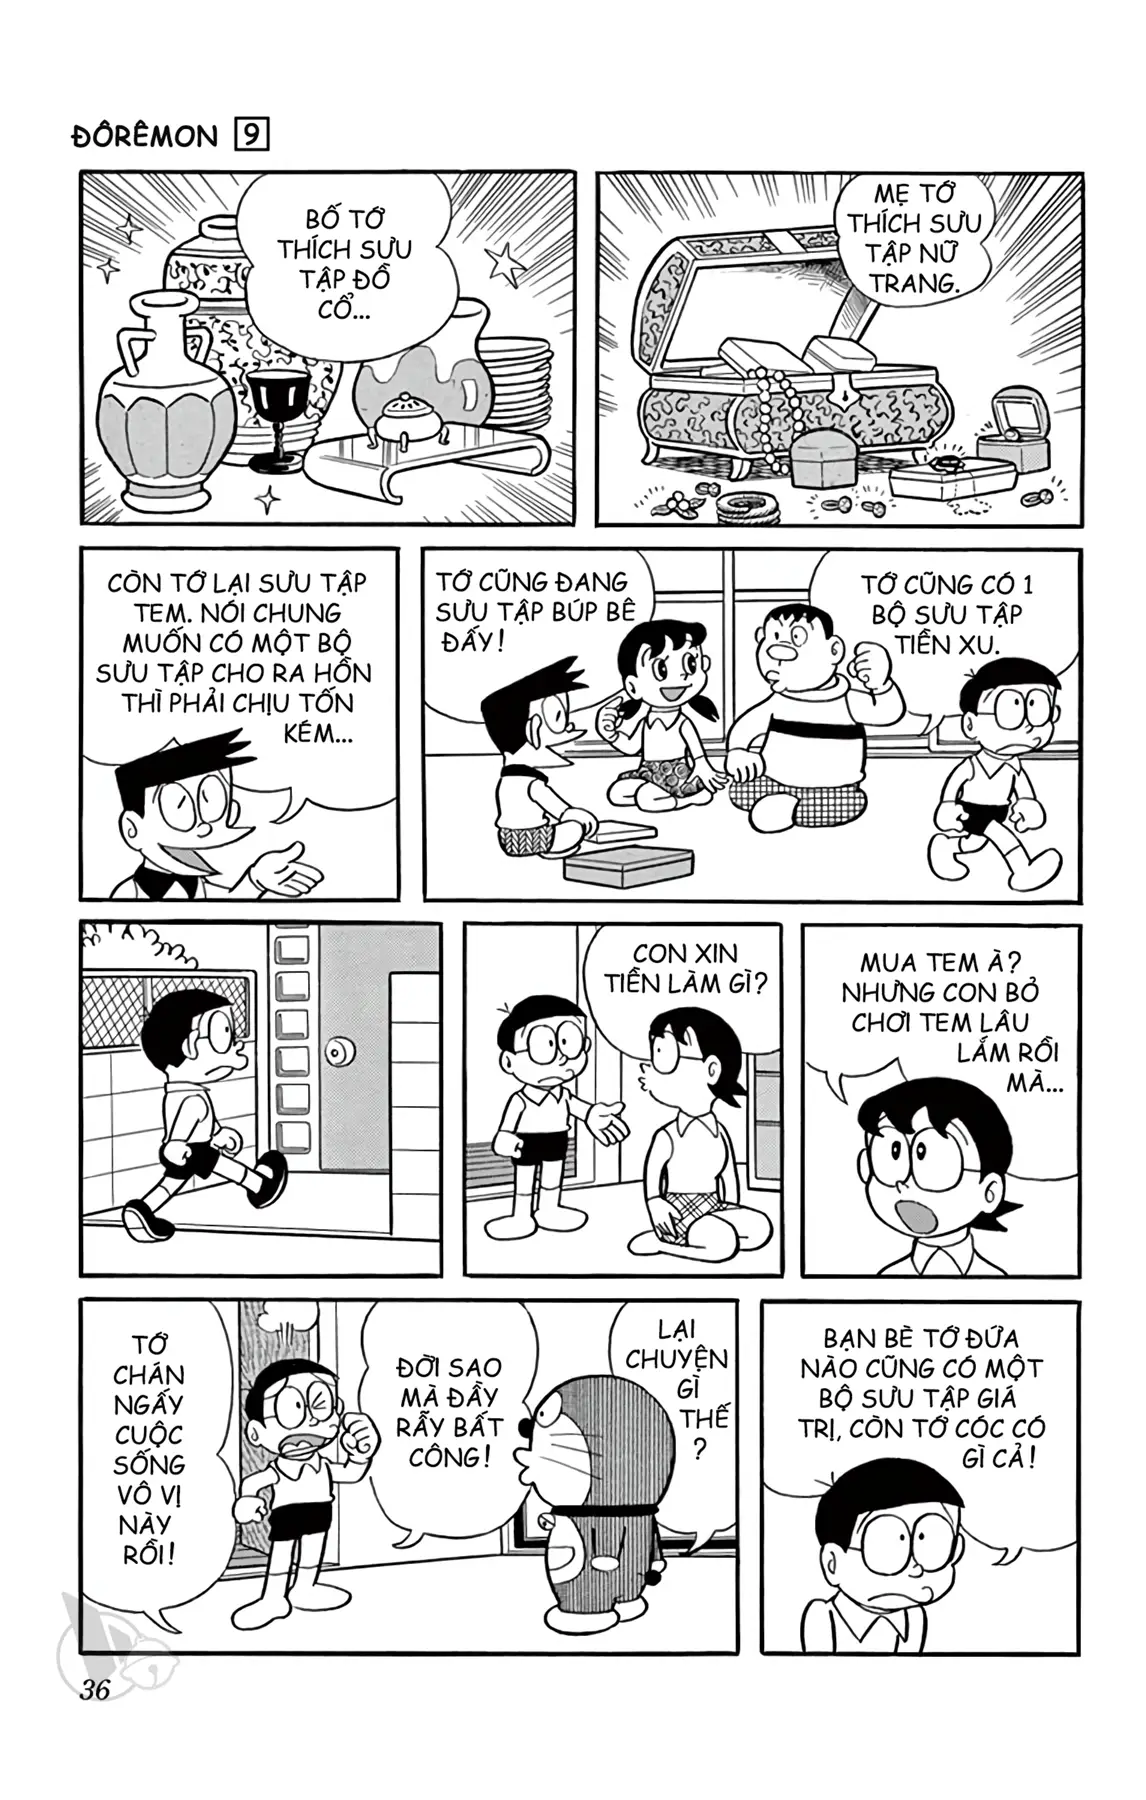 ĐÔRÊMON 9
BỐ TỚ
THÍCH SƯU
TẬP ĐỒ
CỔ...
MẸ TỚ
THÍCH SƯU
TẬP NỮ
TRANG.
CÒN TỚ LẠI SƯU TẬP
TEM. NÓI CHUNG
MUỐN CÓ MỘT BỘ
SƯU TẬP CHO RA HỒN
THÌ PHẢI CHỊU TỐN
KÉM...
TỚ CŨNG ĐANG
SƯU TẬP BÚP BÊ
ĐẤY!
TỚ CŨNG CÓ 1
BỘ SƯU TẬP
TIỀN XU.
CON XIN
TIỀN LÀM GÌ?
MUA TEM À?
NHƯNG CON BỎ
CHƠI TEM LÂU
LẮM RỒI
MÀ...
TỚ
CHÁN
NGẤY
CUỘC
SỐNG
VÔ VỊ
NÀY
RỒI!
ĐỜI SAO
MÀ ĐẦY
RẪY BẤT
CÔNG!
LẠI
CHUYỆN
GÌ
THẾ
?
BẠN BÈ TỚ ĐỨA
NÀO CŨNG CÓ MỘT
BỘ SƯU TẬP GIÁ
TRỊ, CÒN TỚ CÓC CÓ
GÌ CẢ!
36